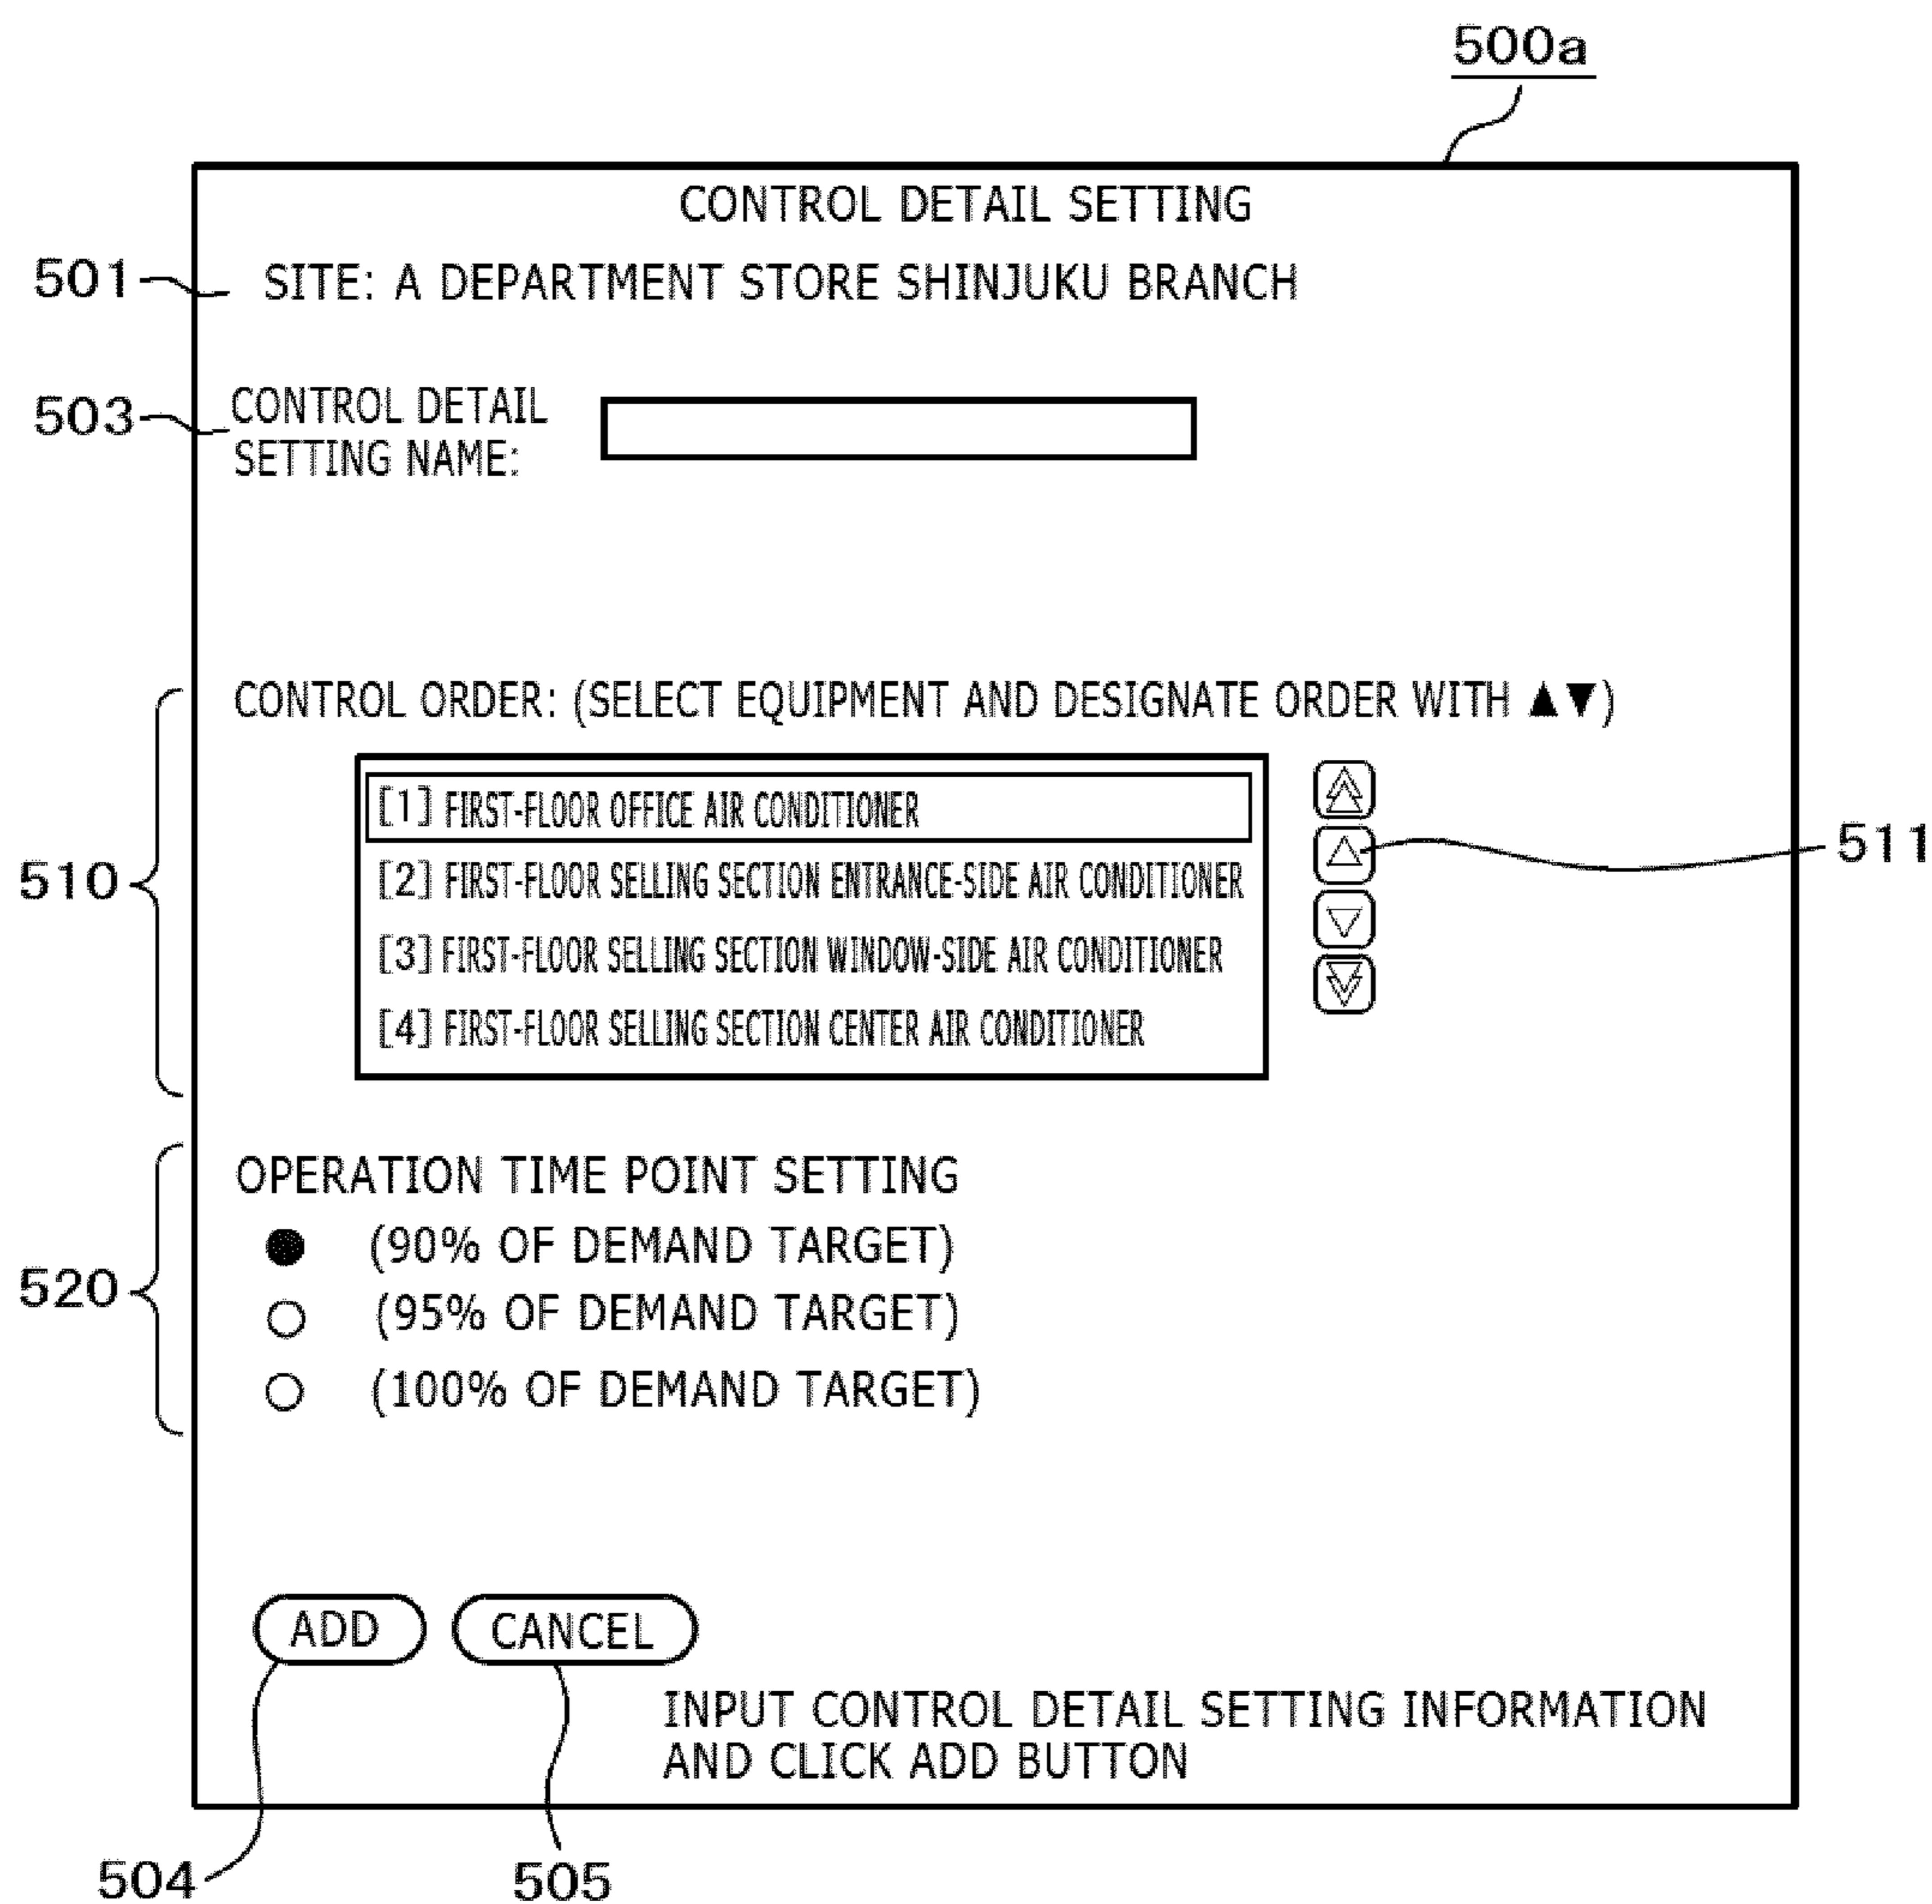 500a
CONTROL DETAIL SETTING
501
SITE: A DEPARTMENT STORE SHINJUKU BRANCH
503
CONTROL DETAIL
SETTING NAME:
CONTROL ORDER: (SELECT EQUIPMENT AND DESIGNATE ORDER WITH ▲▼)
510
[1] FIRST-FLOOR OFFICE AIR CONDITIONER
[2] FIRST-FLOOR SELLING SECTION ENTRANCE-SIDE AIR CONDITIONER
[3] FIRST-FLOOR SELLING SECTION WINDOW-SIDE AIR CONDITIONER
[4] FIRST-FLOOR SELLING SECTION CENTER AIR CONDITIONER
511
520
OPERATION TIME POINT SETTING
(90% OF DEMAND TARGET)
(95% OF DEMAND TARGET)
(100% OF DEMAND TARGET)
ADD
CANCEL
INPUT CONTROL DETAIL SETTING INFORMATION
AND CLICK ADD BUTTON
504
505